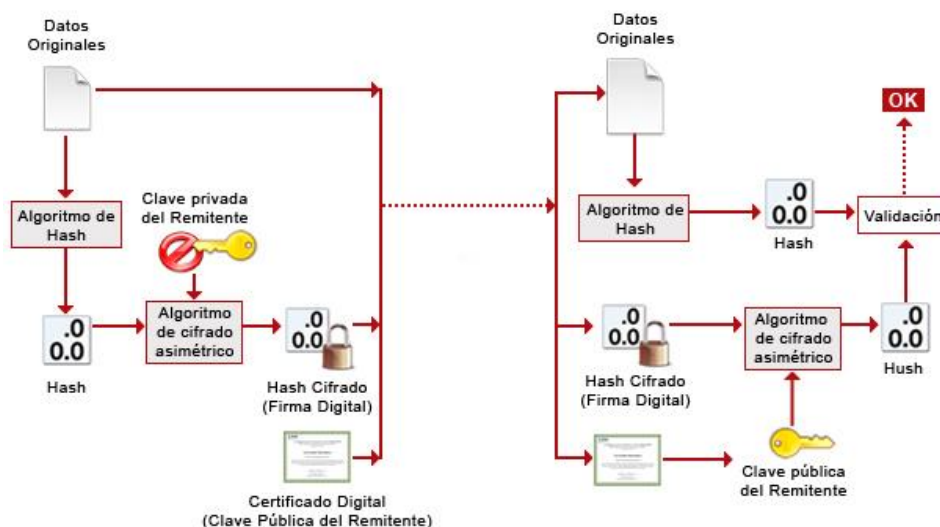 Datos
Originales
Algoritmo de
Hash
Clave privada
del Remitente
.0
0.0
Hash
Algoritmo
de cifrado
asimétrico
.0
0.0
Hash Cifrado
(Firma Digital)
Certificado Digital
(Clave Pública del Remitente)
Datos
Originales
Algoritmo de
Hash
.0
0.0
Hash
Validación
OK
.0
0.0
Hash Cifrado
(Firma Digital)
Algoritmo
de cifrado
asimétrico
.0
0.0
Hush
Clave pública
del Remitente